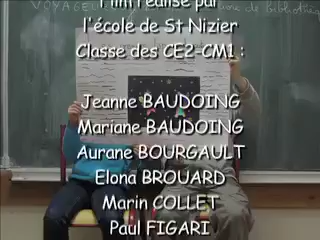 VOYAGEU
Film réalisé par
l'école de St Nizier
Classe des CE2-CM1 :
Jeanne BAUDOING
Mariane BAUDOING
Aurane BOURGAULT
Elona BROUARD
Marin COLLET
Paul FIGARI